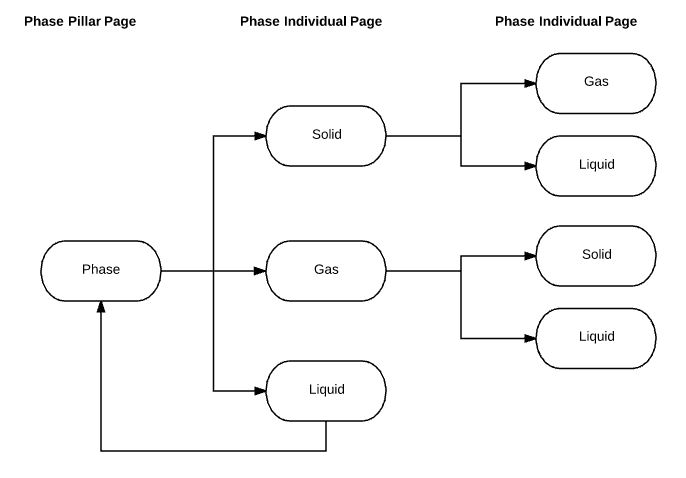 Phase Pillar Page
Phase Individual Page
Phase Individual Page
Gas
Solid
Liquid
Solid
Phase
Gas
Liquid
Liquid